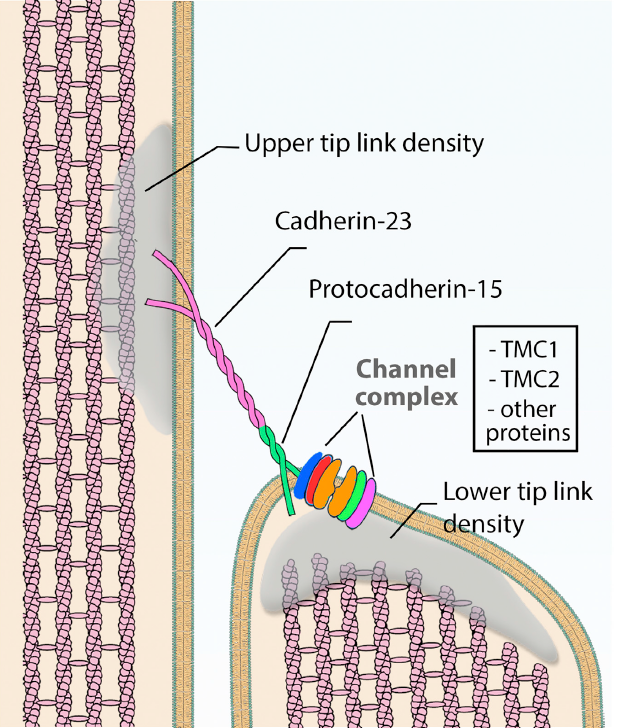 Upper tip link density
Cadherin-23
Protocadherin-15
Channel
complex
- TMC1
- TMC2
- other
proteins
Lower tip link
density